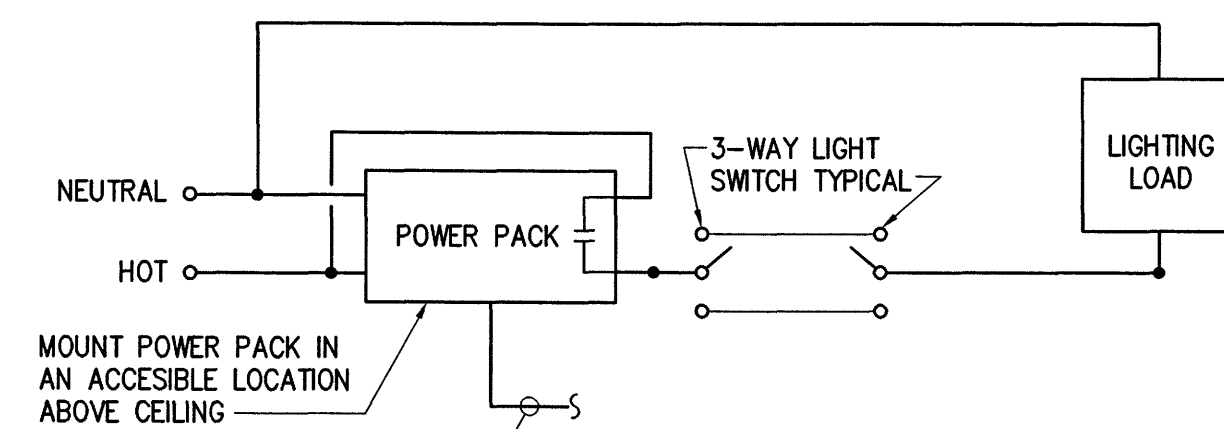 NEUTRAL
HOT
POWER PACK
3-WAY LIGHT
SWITCH TYPICAL
LIGHTING
LOAD
MOUNT POWER PACK IN
AN ACCESIBLE LOCATION
ABOVE CEILING